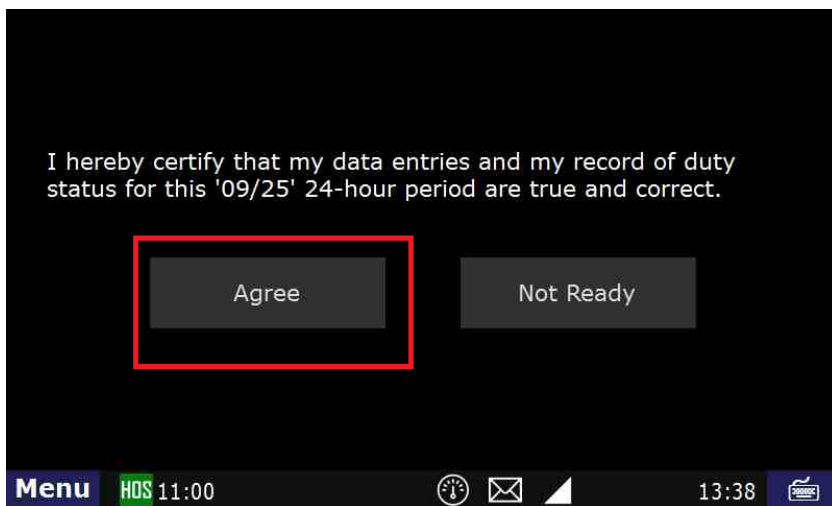 I hereby certify that my data entries and my record of duty
status for this '09/25' 24-hour period are true and correct.
Agree Not Ready
Menu HOS 11:00 13:38